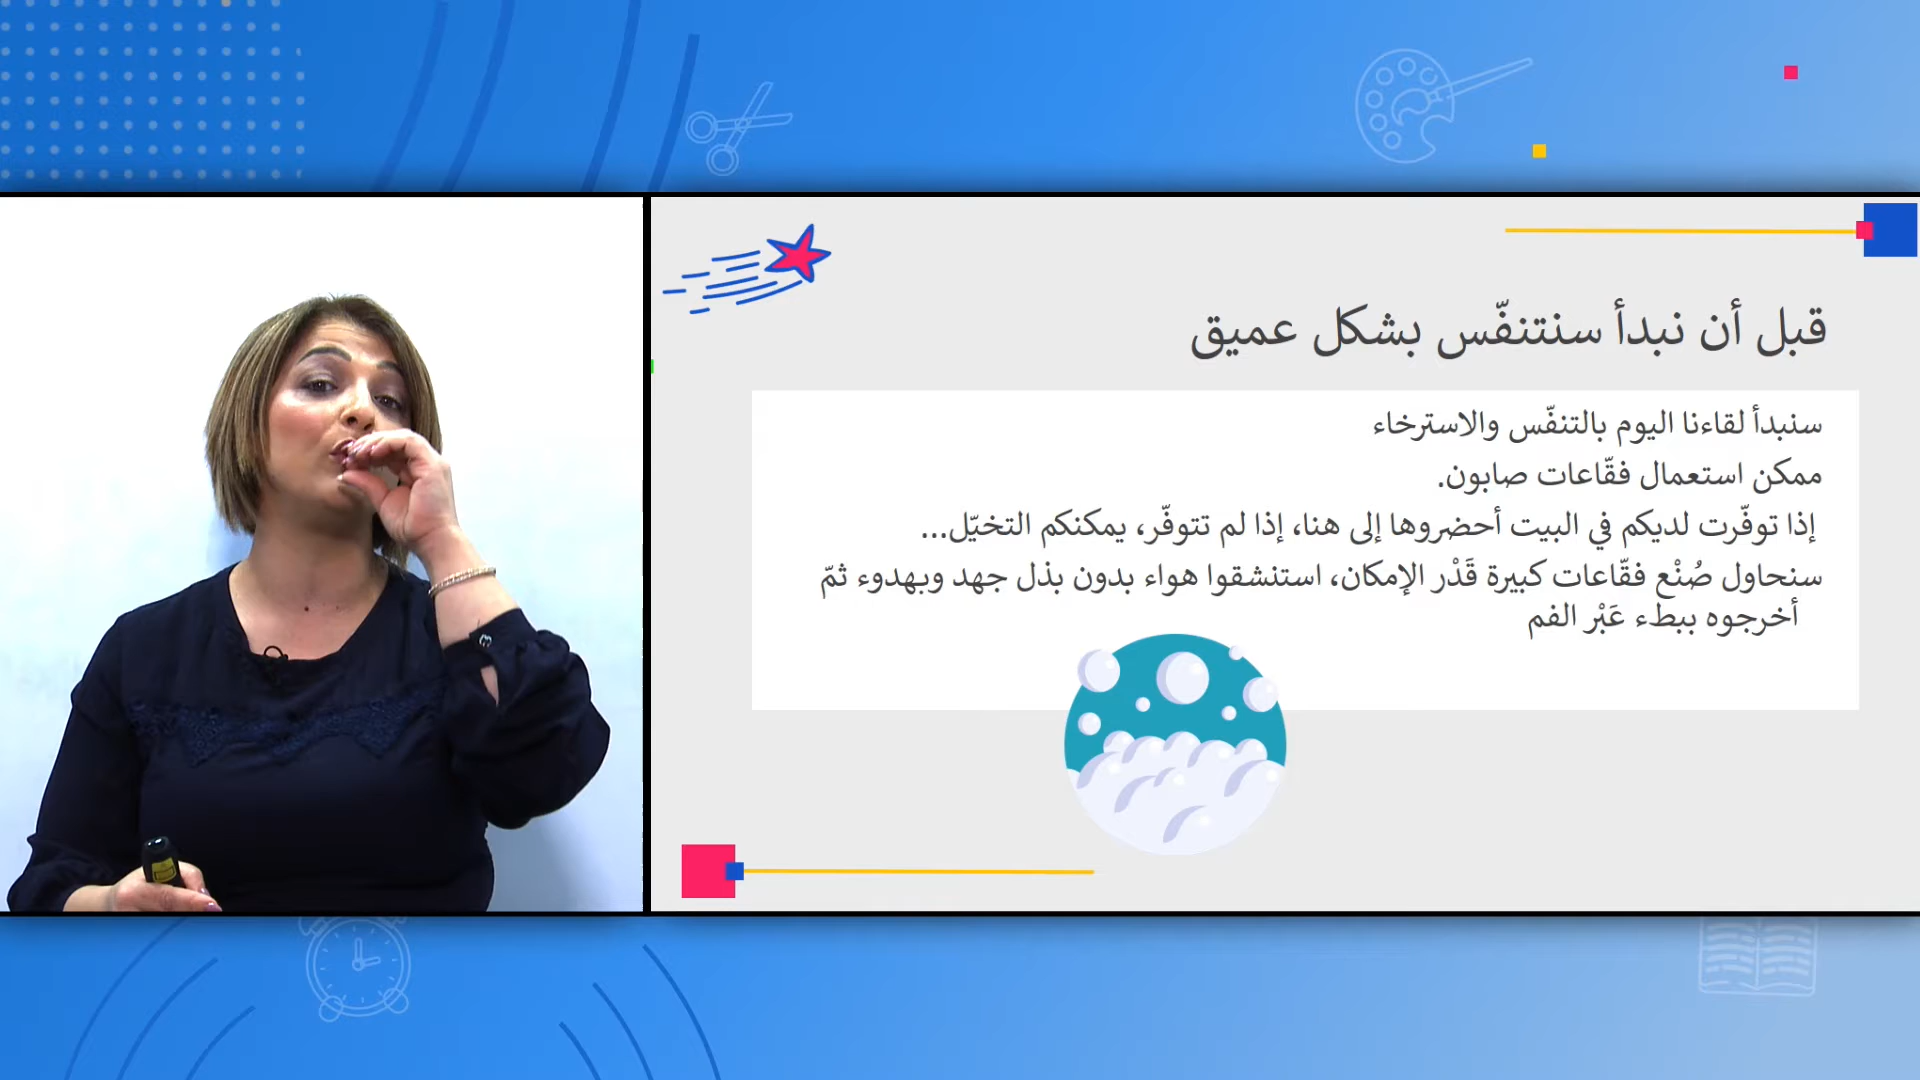 قبل أن نبدأ سنتنفّس بشكل عميق
سنبدأ لقاءنا اليوم بالتنفّس والاسترخاء
ممكن استعمال فقّاعات صابون.
إذا توفّرت لديكم في البيت أحضروها إلى هنا، إذا لم تتوفّر، يمكنكم التخيّل...
سنحاول صُنْع فقّاعات كبيرة قَدْر الإمكان، استنشقوا هواء بدون بذل جهد وبهدوء ثمّ
أخرجوه ببطء عَبْر الفم